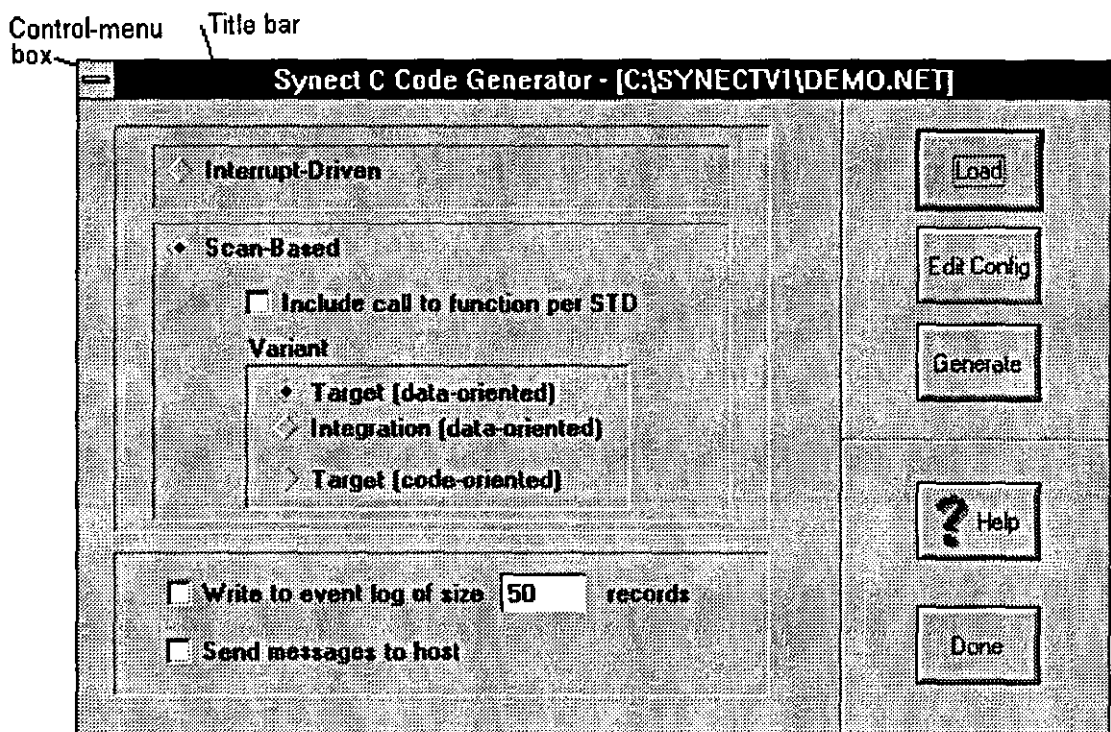 Control-menu box
Title bar
Synect C Code Generator - [C:\SYNECTV1\DEMO.NET]
Interrupt-Driven
Scan-Based
Include call to function per STD
Variant
Target (data-oriented)
Integration (data-oriented)
Target (code-oriented)
Write to event log of size 50 records
Send messages to host
Load
Edit Config
Generate
? Help
Done